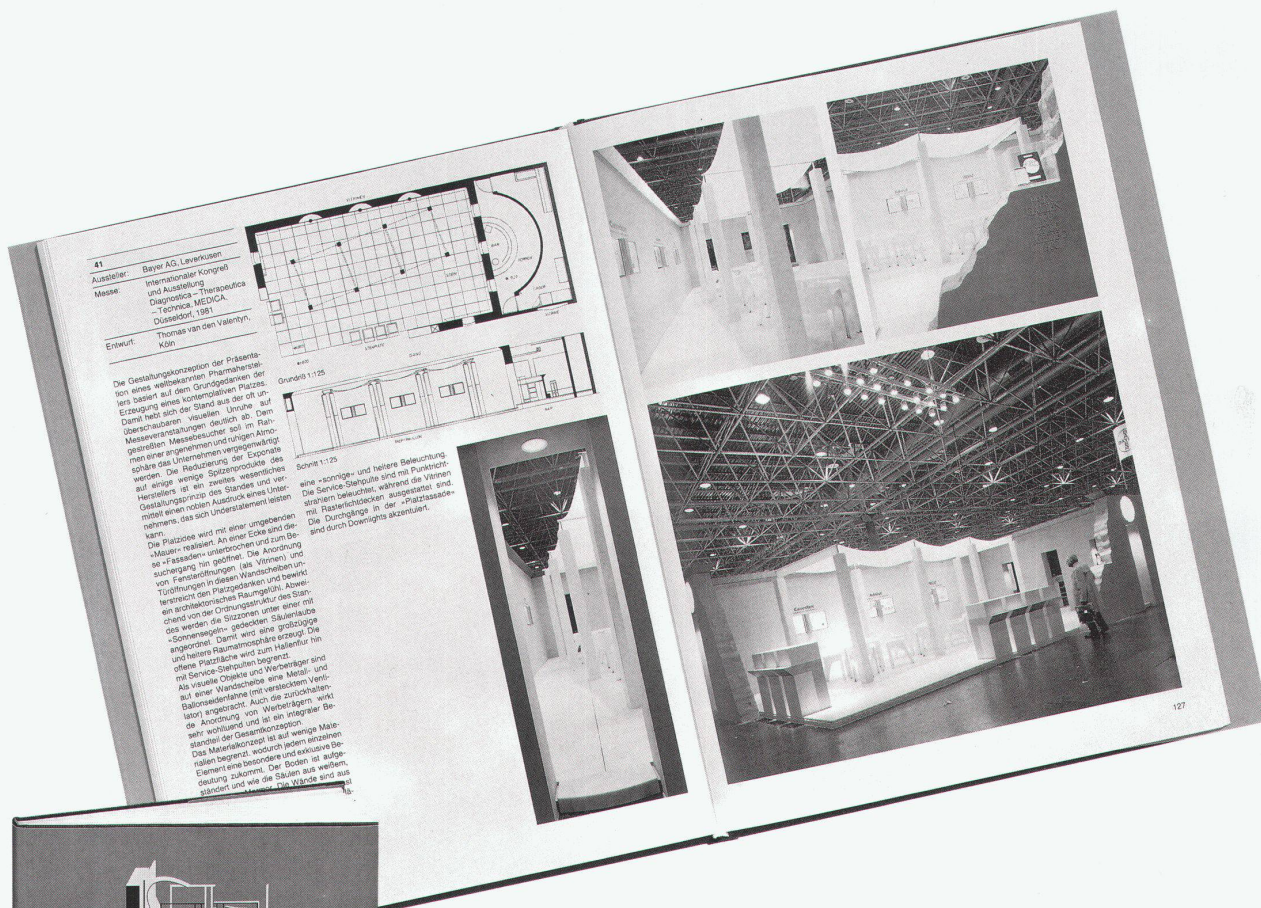 41
Aussteller: Bayer AG, Leverkusen
Messe: Internationaler Kongreß
und Ausstellung
Diagnostica – Therapeutica
– Technica, MEDICA,
Düsseldorf, 1981
Entwurf: Thomas van den Valentyn,
Köln
Die Gestaltungskonzeption der Präsenta-
tion eines weltbekannten Pharmaherstel-
lers basiert auf dem Grundgedanken der
Erzeugung eines kontemplativen Platzes.
Damit hebt sich der Stand aus der oft un-
überschaubaren visuellen Unruhe auf
Messeveranstaltungen deutlich ab. Dem
gestreßten Messebesucher soll im Rah-
men einer angenehmen und ruhigen Atmo-
sphäre das Unternehmen vergegenwärtigt
werden. Die Reduzierung der Exponate
auf einige wenige Spitzenprodukte des
Herstellers ist ein zweites wesentliches
Gestaltungsprinzip des Standes und ver-
mittelt einen noblen Ausdruck eines Unter-
nehmens, das sich Understatement leisten
kann.
Die Platzidee wird mit einer umgebenden
»Mauer« realisiert. An einer Ecke sind die-
se »Fassaden« unterbrochen und zum Be-
suchergang hin geöffnet. Die Anordnung
von Fensteröffnungen (als Vitrinen) und
Türöffnungen in diesen Wandscheiben un-
terstreicht den Platzgedanken und bewirkt
ein architektonisches Raumgefühl. Abwei-
chend von der Ordnungsstruktur des Stan-
des werden die Sitzzonen unter einer mit
»Sonnensegeln« gedeckten Säulenlaube
angeordnet. Damit wird eine großzügige
und heitere Raumatmosphäre erzeugt. Die
offene Platzfläche wird zum Hallenflur hin
mit Service-Stehpulten begrenzt.
Als visuelle Objekte und Werbeträger sind
auf einer Wandscheibe eine Metall- und
Ballonseidenfahne (mit verstecktem Venti-
lator) angebracht. Auch die zurückhalten-
de Anordnung von Werbeträgern wirkt
sehr wohltuend und ist ein integraler Be-
standteil der Gesamtkonzeption.
Das Materialkonzept ist auf wenige Mate-
rialien begrenzt, wodurch jedem einzelnen
Element eine besondere und exklusive Be-
deutung zukommt. Der Boden ist aufge-
ständert und wie die Säulen aus weißem,
Marmor. Die Wände sind aus
VITRINEN
BAR
Grundriß 1:125
Schnitt 1:125
eine »sonnige« und heitere Beleuchtung.
Die Service-Stehpulte sind mit Punktricht-
strahlern beleuchtet, während die Vitrinen
mit Rasterlichtdecken ausgestattet sind.
Die Durchgänge in der »Platzfassade«
sind durch Downlights akzentuiert.
127